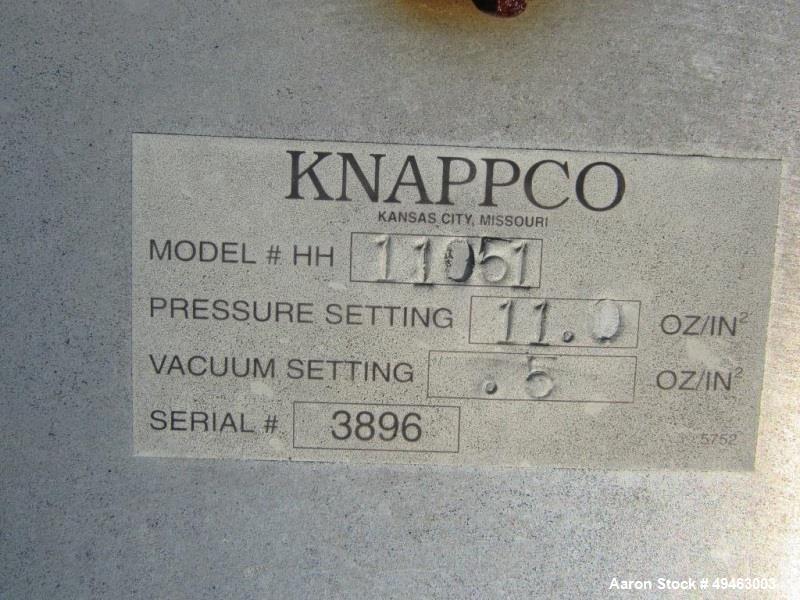 KNAPPCO
KANSAS CITY, MISSOURI
MODEL # HH 11051
PRESSURE SETTING 11.0 OZ/IN²
VACUUM SETTING .5 OZ/IN²
SERIAL # 3896
5752
Aaron Stock # 49463003